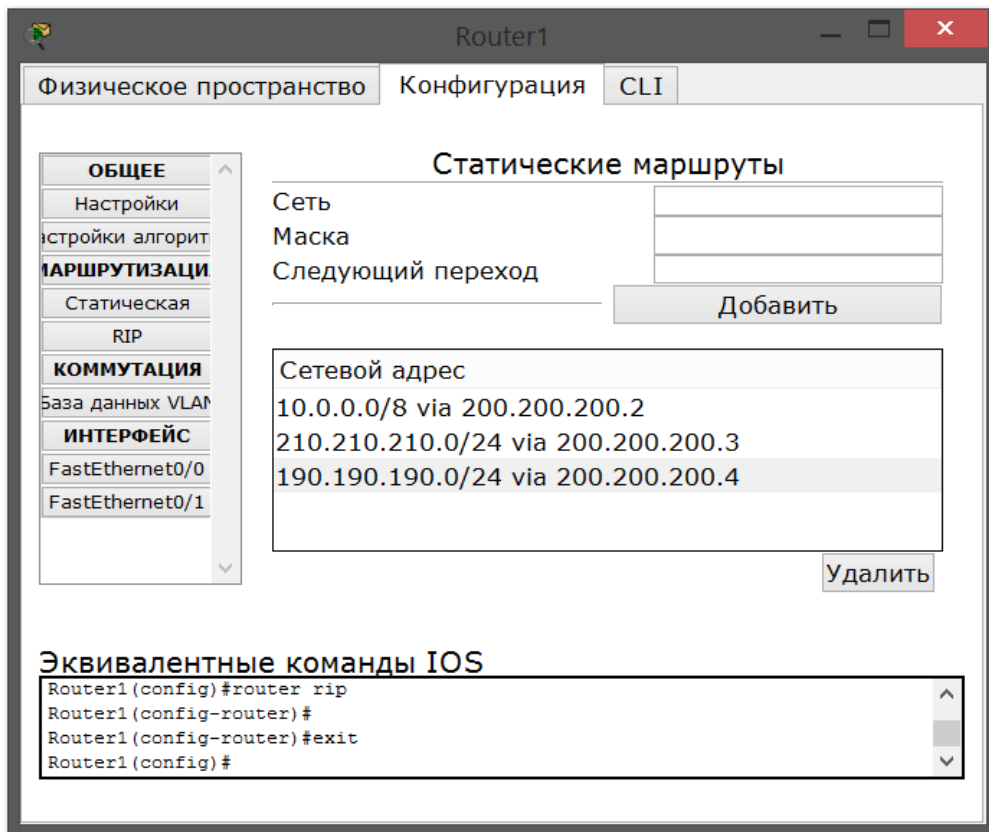 Router1
Физическое пространство Конфигурация CLI
ОБЩЕЕ
Настройки
астройки алгорит
МАРШРУТИЗАЦИ
Статическая
RIP
КОММУТАЦИЯ
База данных VLAN
ИНТЕРФЕЙС
FastEthernet0/0
FastEthernet0/1
Статические маршруты
Сеть
Маска
Следующий переход
Добавить
Сетевой адрес
10.0.0.0/8 via 200.200.200.2
210.210.210.0/24 via 200.200.200.3
190.190.190.0/24 via 200.200.200.4
Удалить
Эквивалентные команды IOS
Router1(config)#router rip
Router1(config-router)#
Router1(config-router)#exit
Router1(config)#